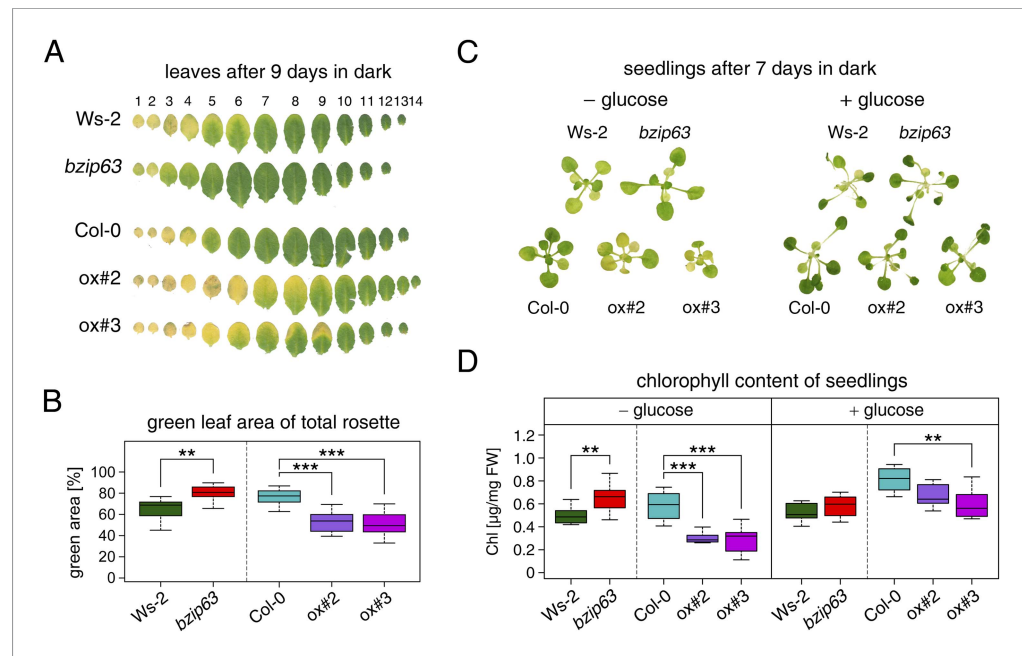 A
leaves after 9 days in dark
1 2 3 4 5 6 7 8 9 10 11 121314
Ws-2
bzip63
Col-0
ox#2
ox#3
B
green leaf area of total rosette
green area [%]
100
80
60
40
20
0
**
***
***
Ws-2
bzip63
Col-0
ox#2
ox#3
C
seedlings after 7 days in dark
– glucose
+ glucose
Ws-2 bzip63
Ws-2 bzip63
Col-0 ox#2 ox#3
Col-0 ox#2 ox#3
D
chlorophyll content of seedlings
– glucose
+ glucose
Chl [µg/mg FW]
1.2
1.0
0.8
0.6
0.4
0.2
0
**
***
***
**
Ws-2
bzip63
Col-0
ox#2
ox#3
Ws-2
bzip63
Col-0
ox#2
ox#3